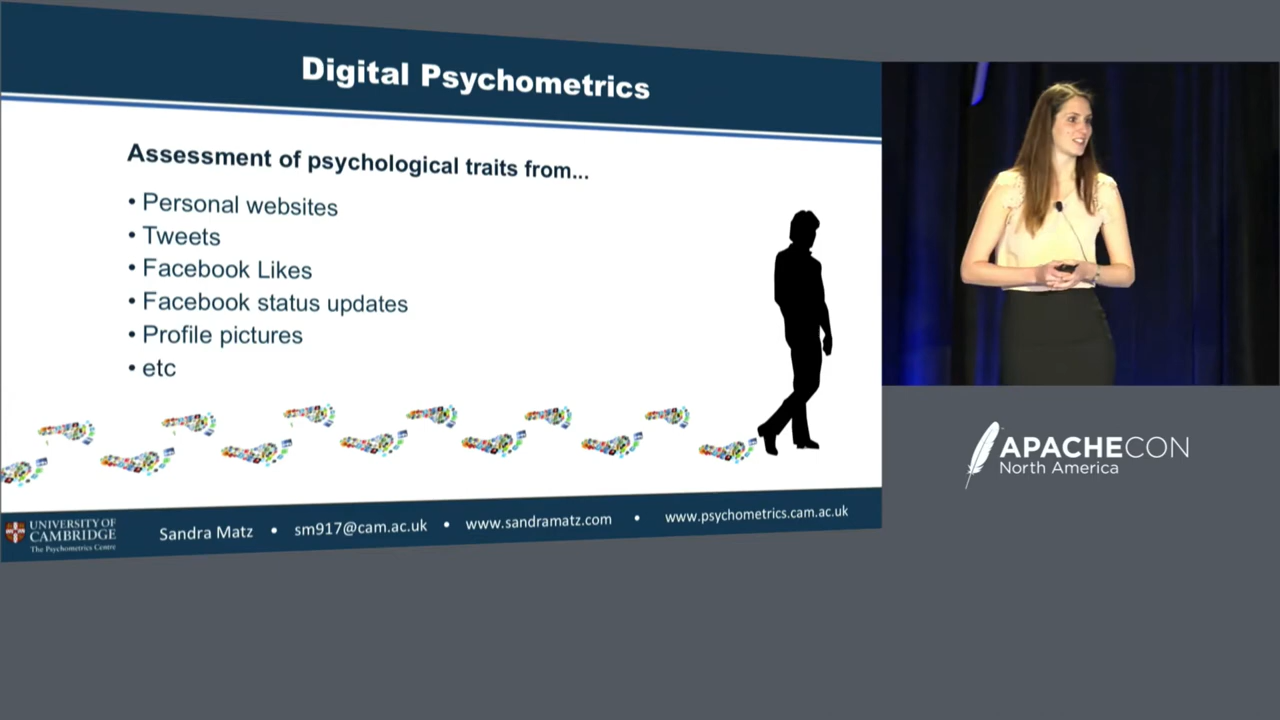 Digital Psychometrics
Assessment of psychological traits from...
• Personal websites
• Tweets
• Facebook Likes
• Facebook status updates
• Profile pictures
• etc
UNIVERSITY OF
CAMBRIDGE
The Psychometrics Centre
Sandra Matz • sm917@cam.ac.uk • www.sandramatz.com • www.psychometrics.cam.ac.uk
APACHECON
North America